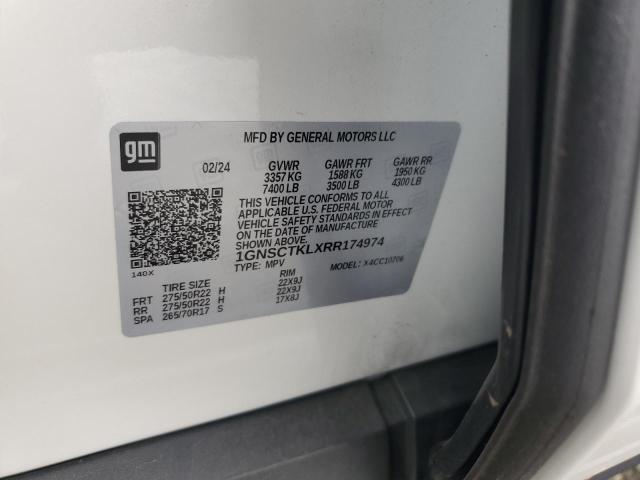 gm
MFD BY GENERAL MOTORS LLC
02/24 GVWR GAWR FRT GAWR RR
3357 KG 1588 KG 1950 KG
7400 LB 3500 LB 4300 LB
THIS VEHICLE CONFORMS TO ALL
APPLICABLE U.S. FEDERAL MOTOR
VEHICLE SAFETY STANDARDS IN EFFECT
ON THE DATE OF MANUFACTURE
SHOWN ABOVE.
1GNSCTKLXRR174974
TYPE: MPV MODEL: X4CC10706
140X
TIRE SIZE RIM
FRT 275/50R22 H 22X9J
RR 275/50R22 H 22X9J
SPA 265/70R17 S 17X8J